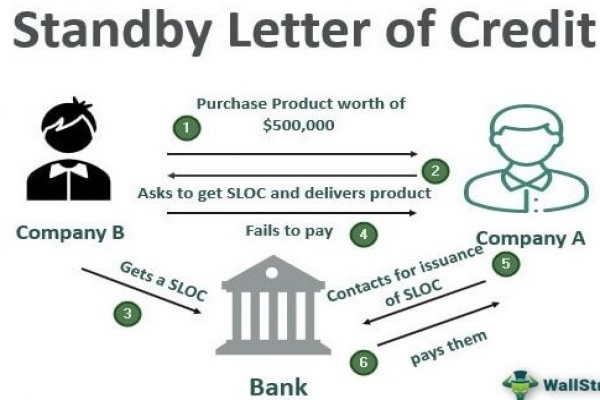 Standby Letter of Credit
Purchase Product worth of
$500,000
1
2
Asks to get SLOC and delivers product
Fails to pay
4
Company B
Company A
Gets a SLOC
3
Contacts for issuance
of SLOC
5
6
pays them
Bank